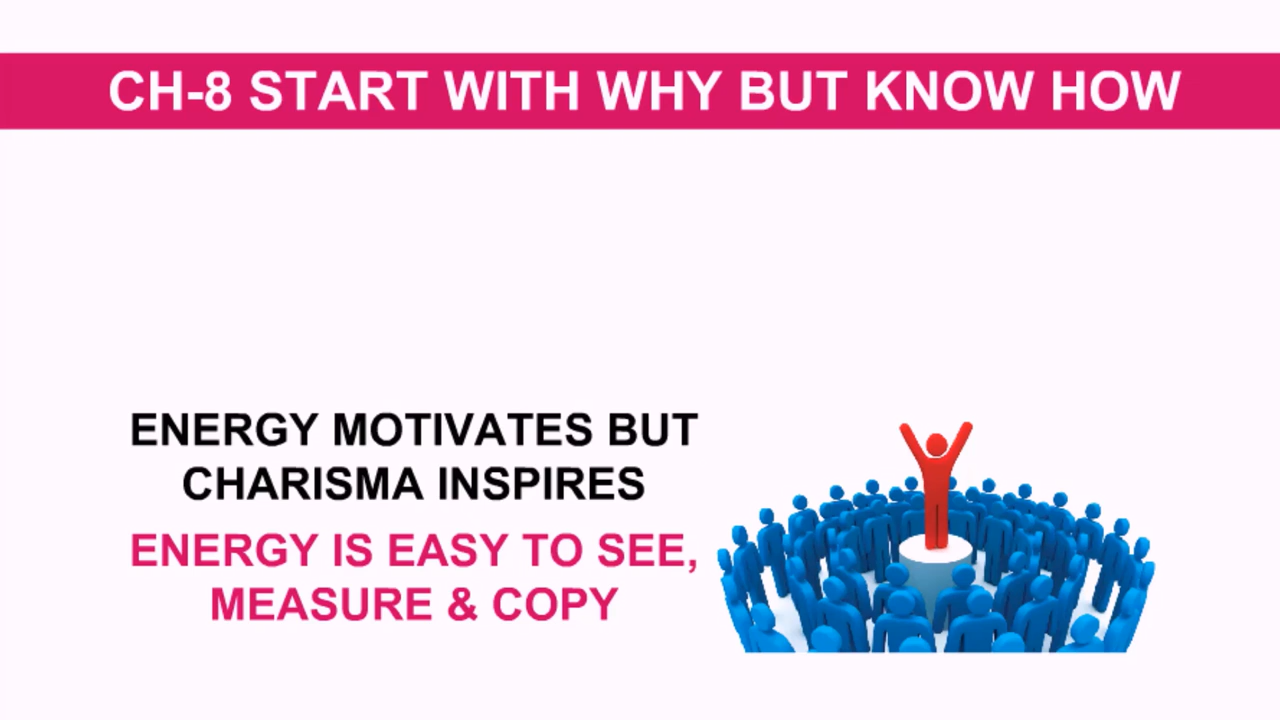 CH-8 START WITH WHY BUT KNOW HOW
ENERGY MOTIVATES BUT
CHARISMA INSPIRES
ENERGY IS EASY TO SEE,
MEASURE & COPY